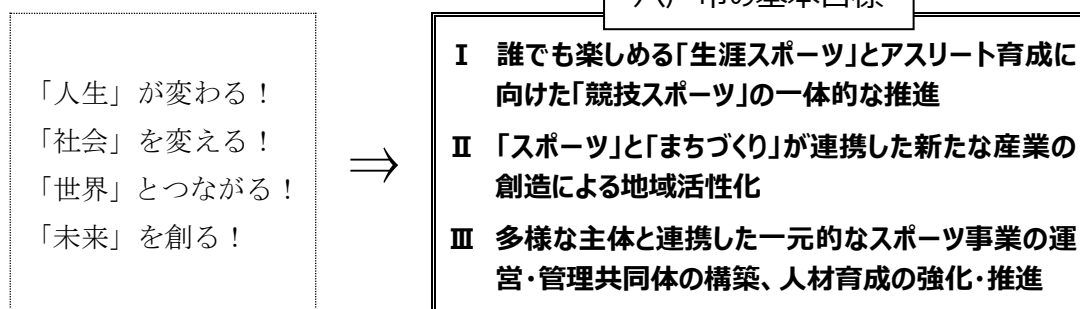 「人生」が変わる！
「社会」を変える！
「世界」とつながる！
「未来」を創る！
⇒
市の基本目標
Ⅰ 誰でも楽しめる「生涯スポーツ」とアスリート育成に
向けた「競技スポーツ」の一体的な推進
Ⅱ 「スポーツ」と「まちづくり」が連携した新たな産業の
創造による地域活性化
Ⅲ 多様な主体と連携した一元的なスポーツ事業の運
営・管理共同体の構築、人材育成の強化・推進